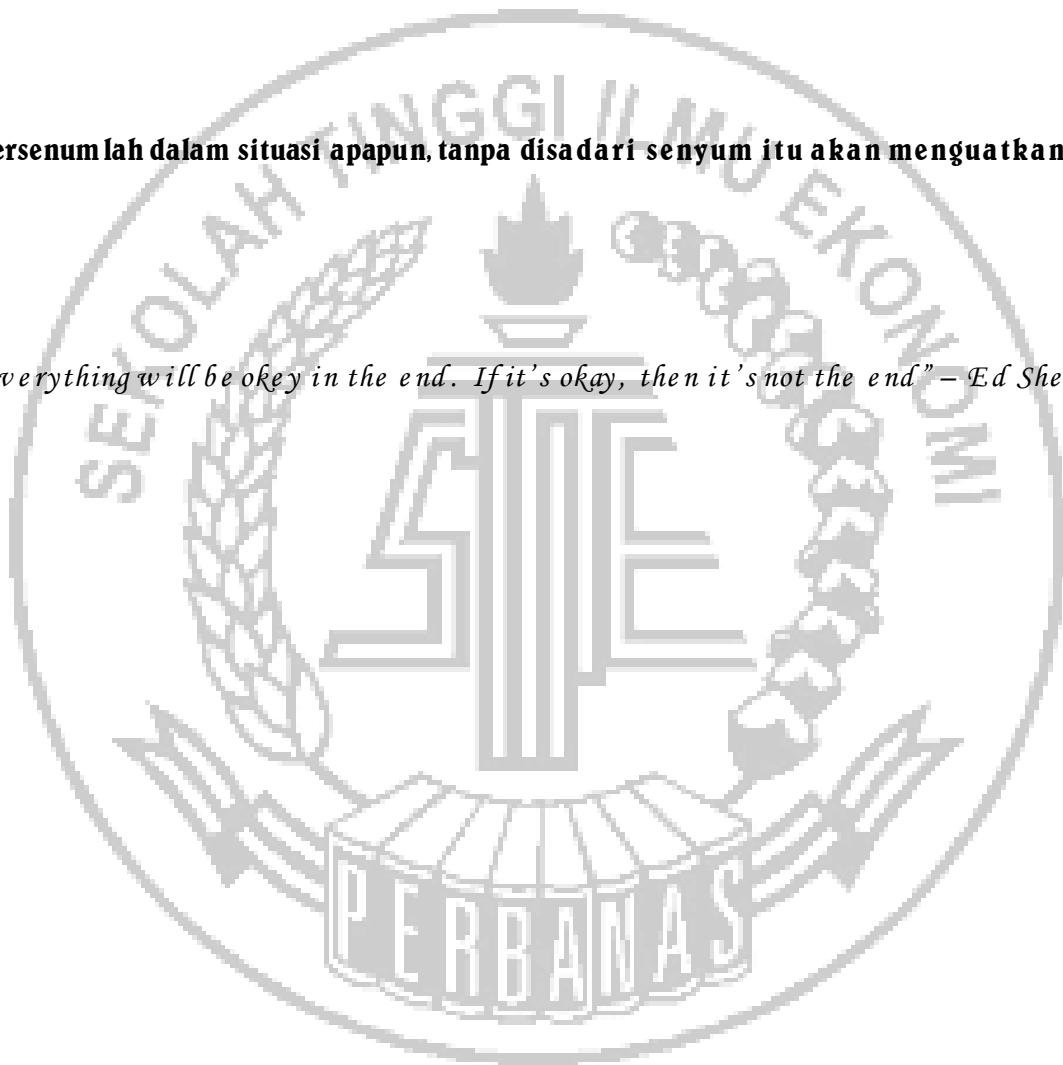 SEKOLAH TINGGI ILMU EKONOMI
ersenumlah dalam situasi apapun, tanpa disadari senyum itu akan menguatkan
verything will be okey in the end. If it’s okay, then it’s not the end” – Ed She
STIE
PERBANAS